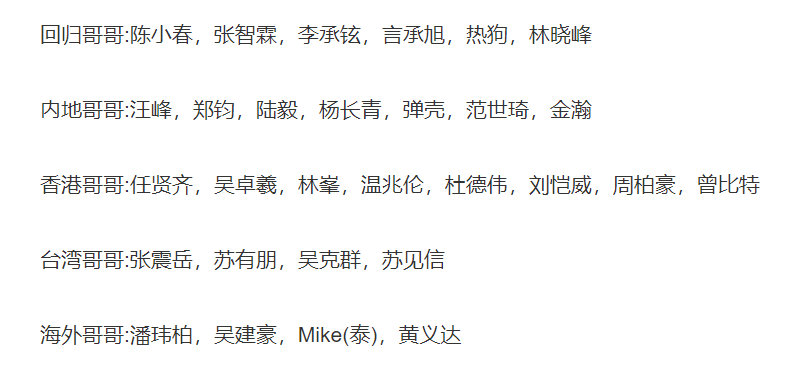 回归哥哥:陈小春，张智霖，李承铉，言承旭，热狗，林晓峰
内地哥哥:汪峰，郑钧，陆毅，杨长青，弹壳，范世琦，金瀚
香港哥哥:任贤齐，吴卓羲，林峯，温兆伦，杜德伟，刘恺威，周柏豪，曾比特
台湾哥哥:张震岳，苏有朋，吴克群，苏见信
海外哥哥:潘玮柏，吴建豪，Mike(泰)，黄义达